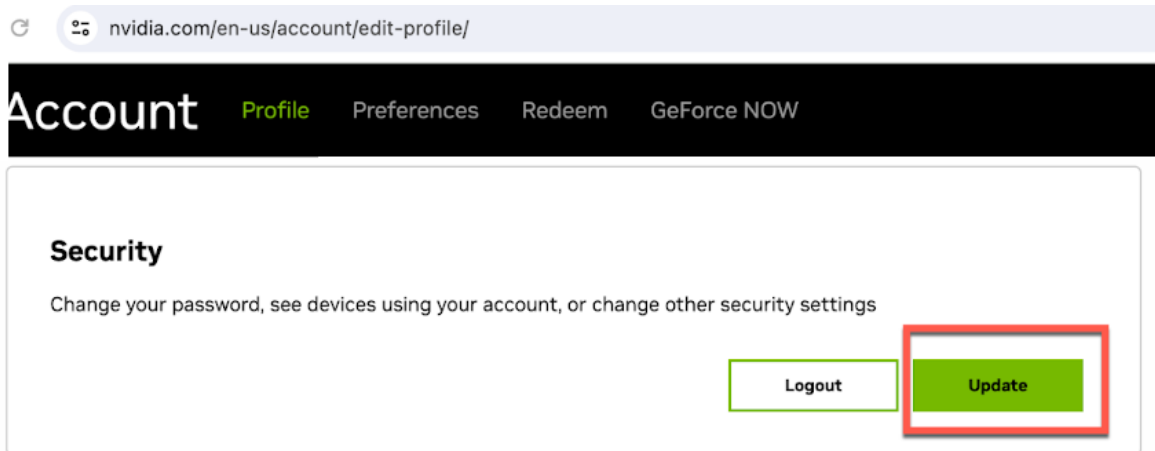 nvidia.com/en-us/account/edit-profile/
Account Profile Preferences Redeem GeForce NOW
Security
Change your password, see devices using your account, or change other security settings
Logout Update